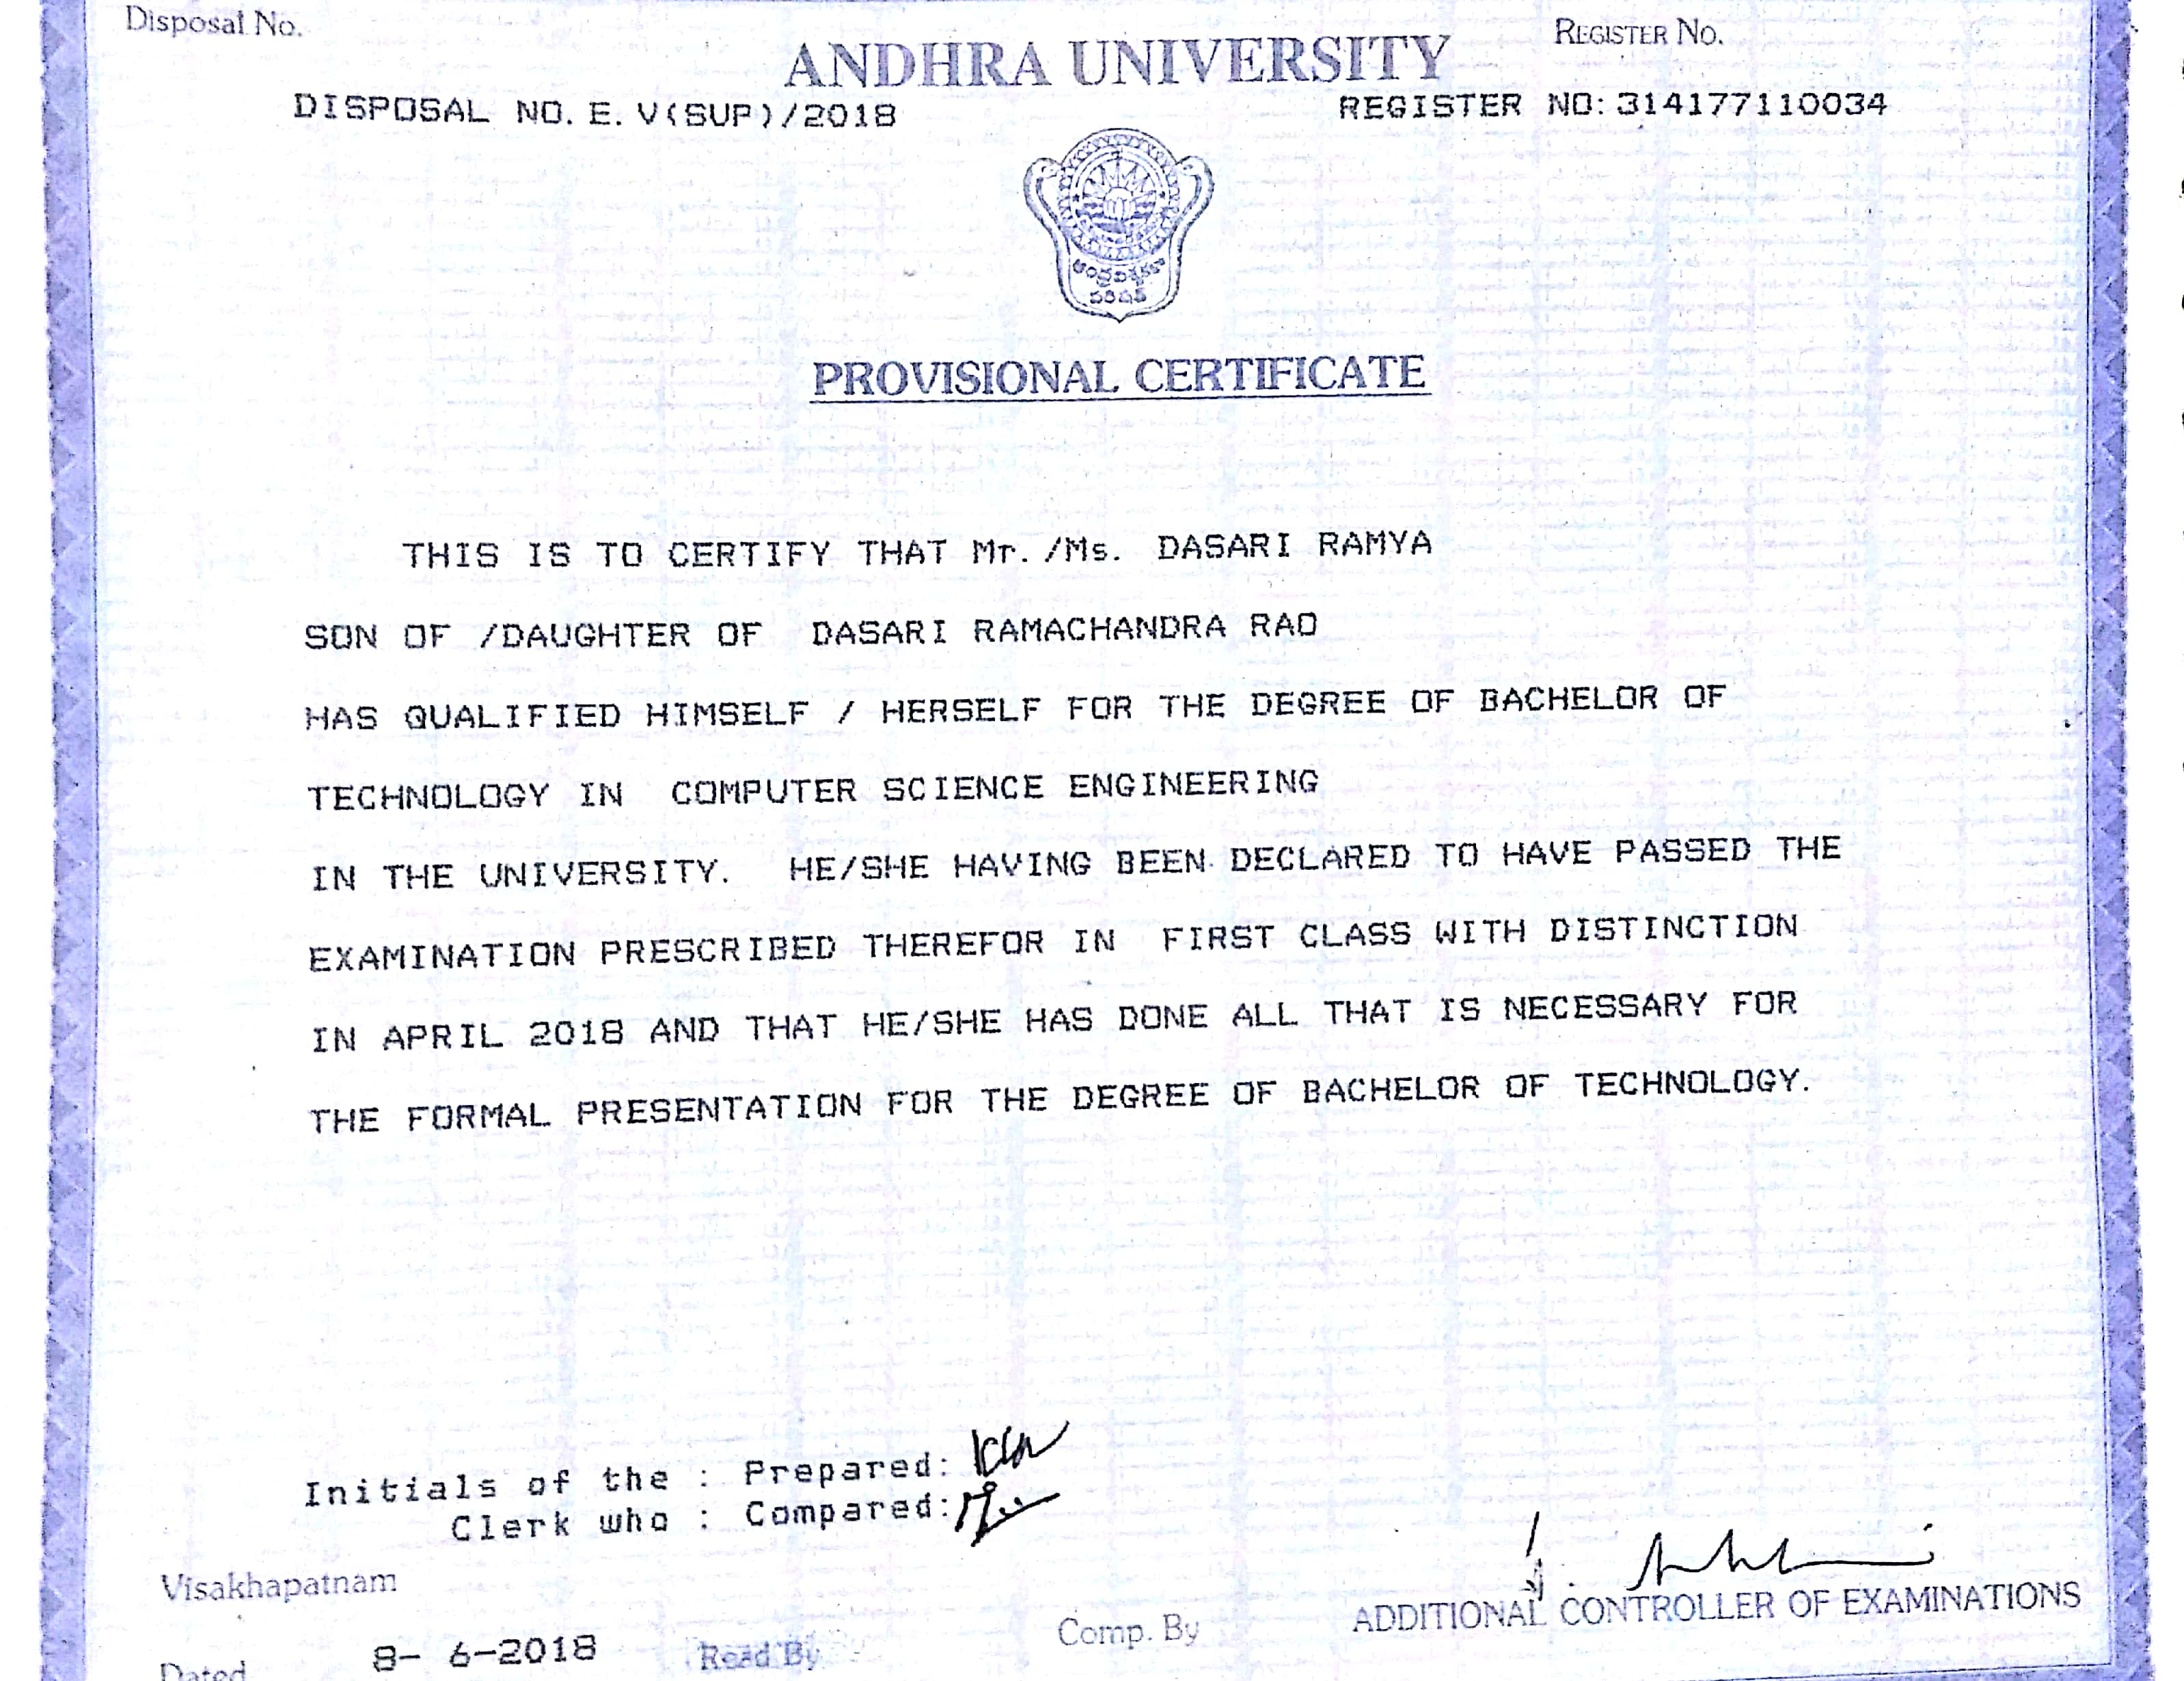 Disposal No.
REGISTER NO.
ANDHRA UNIVERSITY
DISPOSAL NO. E. V(SUP)/2018
REGISTER NO: 314177110034
ఆంధ్రవిశ్వకళా
పరిషత్
PROVISIONAL CERTIFICATE
THIS IS TO CERTIFY THAT Mr. /Ms. DASARI RAMYA
SON OF /DAUGHTER OF DASARI RAMACHANDRA RAO
HAS QUALIFIED HIMSELF / HERSELF FOR THE DEGREE OF BACHELOR OF
TECHNOLOGY IN COMPUTER SCIENCE ENGINEERING
IN THE UNIVERSITY. HE/SHE HAVING BEEN DECLARED TO HAVE PASSED THE
EXAMINATION PRESCRIBED THEREFOR IN FIRST CLASS WITH DISTINCTION
IN APRIL 2018 AND THAT HE/SHE HAS DONE ALL THAT IS NECESSARY FOR
THE FORMAL PRESENTATION FOR THE DEGREE OF BACHELOR OF TECHNOLOGY.
Initials of the : Prepared:
Clerk who : Compared:
Visakhapatnam
ADDITIONAL CONTROLLER OF EXAMINATIONS
Dated 8- 6-2018 Read By Comp. By